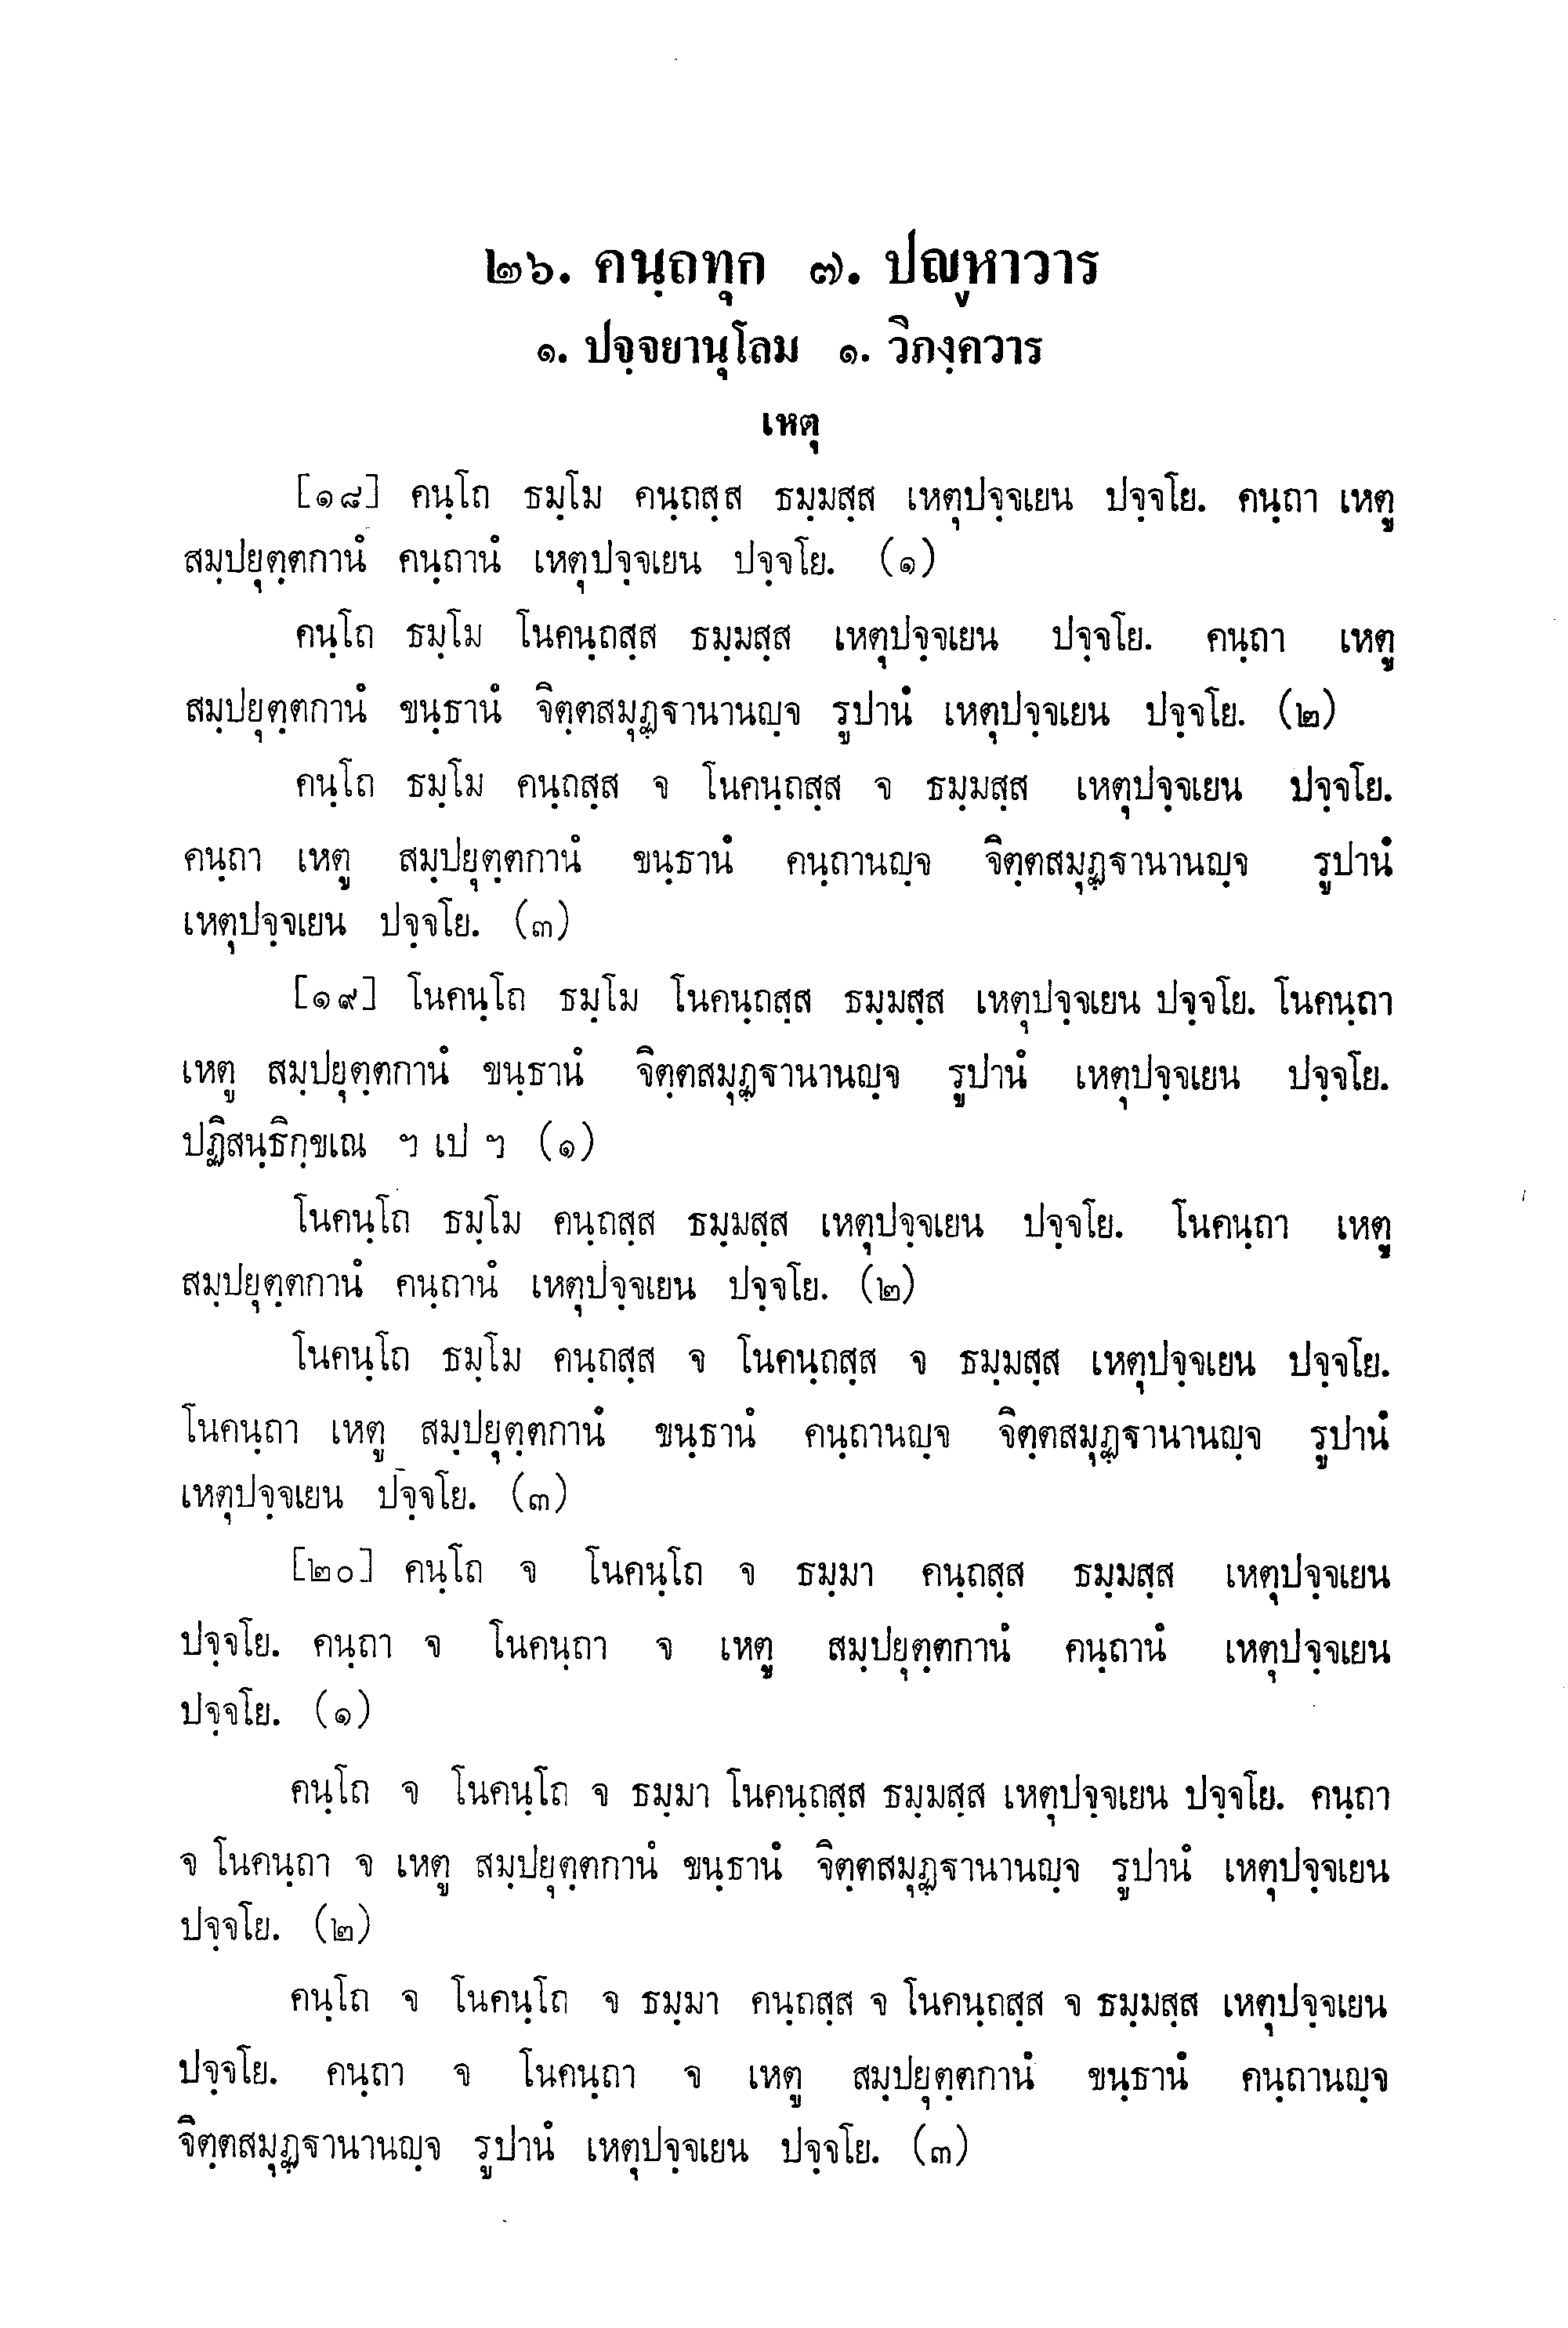 ๒๖. คนฺถทุก ๗. ปญฺหาวาร
๑. ปจฺจยานุโลม ๑. วิภงฺควาร
เหตุ
[๑๘] คนฺโถ ธมฺโม คนฺถสฺส ธมฺมสฺส เหตุปจฺจเยน ปจฺจโย. คนฺถา เหตู
สมฺปยุตฺตกานํ คนฺถานํ เหตุปจฺจเยน ปจฺจโย. (๑)
คนฺโถ ธมฺโม โนคนฺถสฺส ธมฺมสฺส เหตุปจฺจเยน ปจฺจโย. คนฺถา เหตู
สมฺปยุตฺตกานํ ขนฺธานํ จิตฺตสมุฏฺฐานานญฺจ รูปานํ เหตุปจฺจเยน ปจฺจโย. (๒)
คนฺโถ ธมฺโม คนฺถสฺส จ โนคนฺถสฺส จ ธมฺมสฺส เหตุปจฺจเยน ปจฺจโย.
คนฺถา เหตู สมฺปยุตฺตกานํ ขนฺธานํ คนฺถานญฺจ จิตฺตสมุฏฺฐานานญฺจ รูปานํ
เหตุปจฺจเยน ปจฺจโย. (๓)
[๑๙] โนคนฺโถ ธมฺโม โนคนฺถสฺส ธมฺมสฺส เหตุปจฺจเยน ปจฺจโย. โนคนฺถา
เหตู สมฺปยุตฺตกานํ ขนฺธานํ จิตฺตสมุฏฺฐานานญฺจ รูปานํ เหตุปจฺจเยน ปจฺจโย.
ปฏิสนฺธิกฺขเณ ฯ เป ฯ (๑)
โนคนฺโถ ธมฺโม คนฺถสฺส ธมฺมสฺส เหตุปจฺจเยน ปจฺจโย. โนคนฺถา เหตู
สมฺปยุตฺตกานํ คนฺถานํ เหตุปจฺจเยน ปจฺจโย. (๒)
โนคนฺโถ ธมฺโม คนฺถสฺส จ โนคนฺถสฺส จ ธมฺมสฺส เหตุปจฺจเยน ปจฺจโย.
โนคนฺถา เหตู สมฺปยุตฺตกานํ ขนฺธานํ คนฺถานญฺจ จิตฺตสมุฏฺฐานานญฺจ รูปานํ
เหตุปจฺจเยน ปจฺจโย. (๓)
[๒๐] คนฺโถ จ โนคนฺโถ จ ธมฺมา คนฺถสฺส ธมฺมสฺส เหตุปจฺจเยน
ปจฺจโย. คนฺถา จ โนคนฺถา จ เหตู สมฺปยุตฺตกานํ คนฺถานํ เหตุปจฺจเยน
ปจฺจโย. (๑)
คนฺโถ จ โนคนฺโถ จ ธมฺมา โนคนฺถสฺส ธมฺมสฺส เหตุปจฺจเยน ปจฺจโย. คนฺถา
จ โนคนฺถา จ เหตู สมฺปยุตฺตกานํ ขนฺธานํ จิตฺตสมุฏฺฐานานญฺจ รูปานํ เหตุปจฺจเยน
ปจฺจโย. (๒)
คนฺโถ จ โนคนฺโถ จ ธมฺมา คนฺถสฺส จ โนคนฺถสฺส จ ธมฺมสฺส เหตุปจฺจเยน
ปจฺจโย. คนฺถา จ โนคนฺถา จ เหตู สมฺปยุตฺตกานํ ขนฺธานํ คนฺถานญฺจ
จิตฺตสมุฏฺฐานานญฺจ รูปานํ เหตุปจฺจเยน ปจฺจโย. (๓)